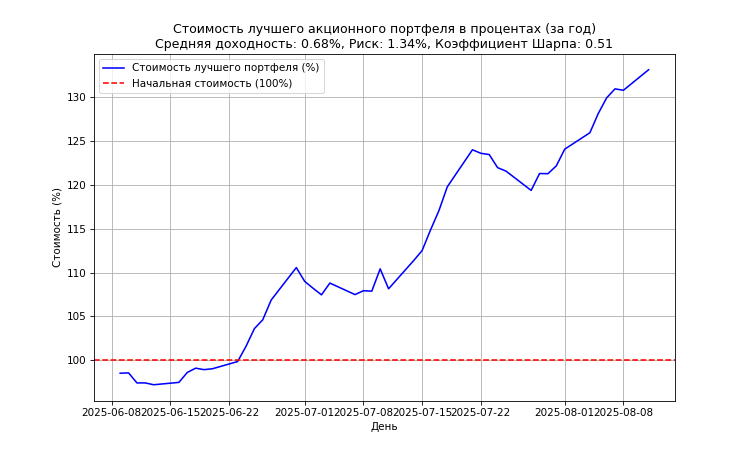 Стоимость лучшего акционного портфеля в процентах (за год)
Средняя доходность: 0.68%, Риск: 1.34%, Коэффициент Шарпа: 0.51
Стоимость лучшего портфеля (%)
Начальная стоимость (100%)
Стоимость (%)
130
125
120
115
110
105
100
2025-06-08 2025-06-15 2025-06-22 2025-07-01 2025-07-08 2025-07-15 2025-07-22 2025-08-01 2025-08-08
День